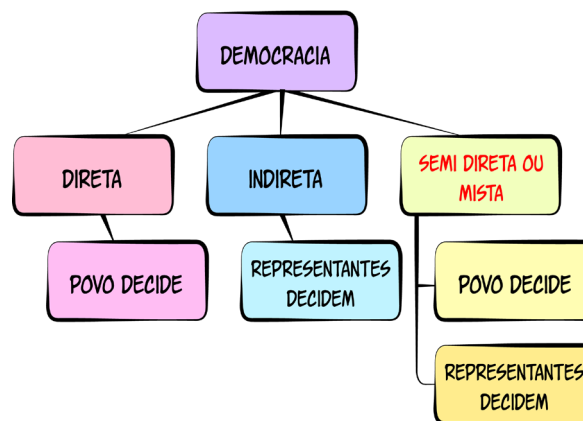 DEMOCRACIA
DIRETA
INDIRETA
SEMI DIRETA OU
MISTA
POVO DECIDE
REPRESENTANTES
DECIDEM
POVO DECIDE
REPRESENTANTES
DECIDEM